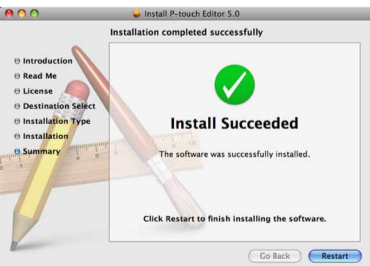 Install P-touch Editor 5.0
Installation completed successfully
Introduction
Read Me
License
Destination Select
Installation Type
Installation
Summary
Install Succeeded
The software was successfully installed.
Click Restart to finish installing the software.
Go Back
Restart